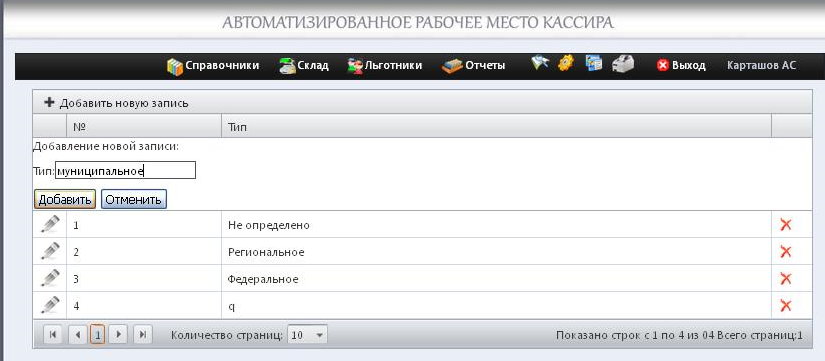 АВТОМАТИЗИРОВАННОЕ РАБОЧЕЕ МЕСТО КАССИРА
Справочники Склад Льготники Отчеты Выход Карташов АС
Добавить новую запись
№ Тип
Добавление новой записи:
Тип: муниципальное
Добавить Отменить
1 Не определено
2 Региональное
3 Федеральное
4 q
1 Количество страниц: 10 Показано строк с 1 по 4 из 04 Всего страниц:1